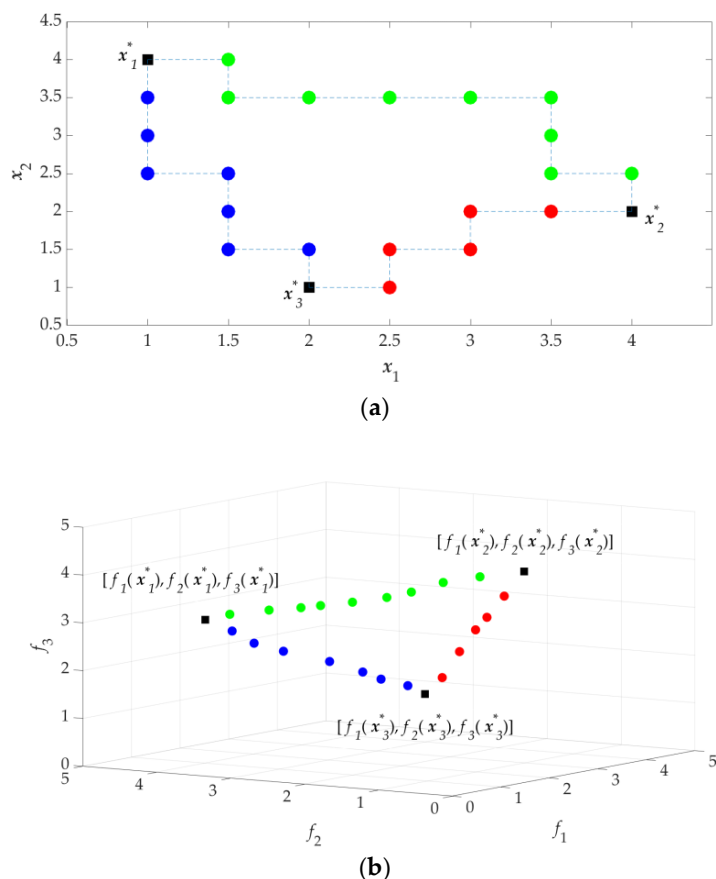 4.5
4
3.5
3
2.5
2
1.5
1
0.5
x₂
x₁*
x₂*
x₃*
0.5 1 1.5 2 2.5 3 3.5 4
x₁
(a)
5
4
3
2
1
0
f₃
[f₁(x₂*),f₂(x₂*),f₃(x₂*)]
[f₁(x₁*),f₂(x₁*),f₃(x₁*)]
[f₁(x₃*),f₂(x₃*),f₃(x₃*)]
5 4 3 2 1 0
0 1 2 3 4 5
f₂
f₁
(b)